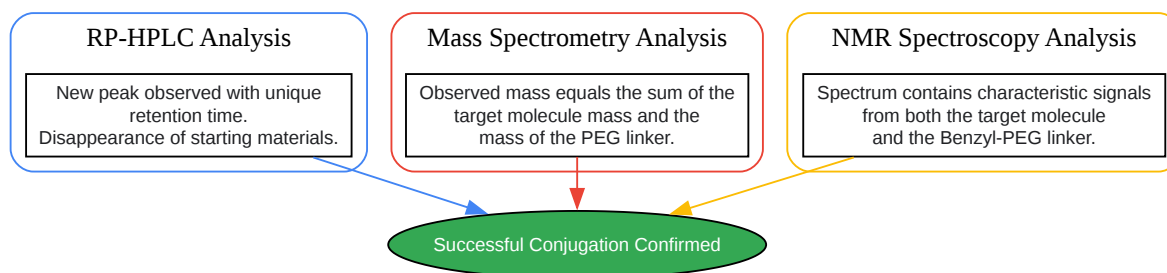 RP-HPLC Analysis
New peak observed with unique
retention time.
Disappearance of starting materials.
Mass Spectrometry Analysis
Observed mass equals the sum of the
target molecule mass and the
mass of the PEG linker.
NMR Spectroscopy Analysis
Spectrum contains characteristic signals
from both the target molecule
and the Benzyl-PEG linker.
Successful Conjugation Confirmed